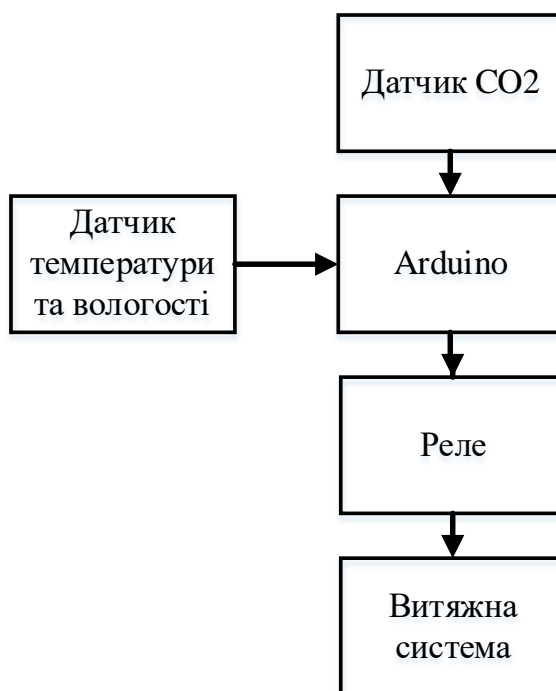 Датчик CO2
Датчик
температури
та вологості
Arduino
Реле
Витяжна
система